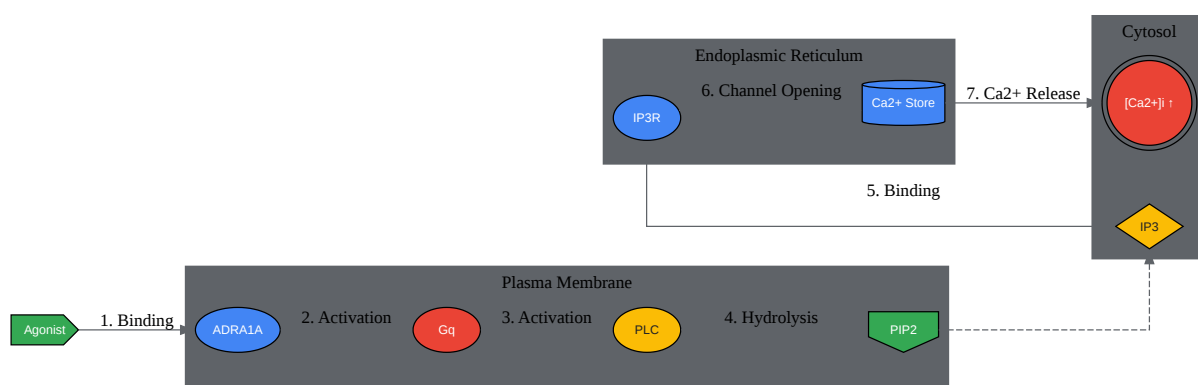 Cytosol
Endoplasmic Reticulum
6. Channel Opening
IP3R
Ca2+ Store
7. Ca2+ Release
[Ca2+]i ↑
5. Binding
IP3
Plasma Membrane
Agonist
1. Binding
ADRA1A
2. Activation
Gq
3. Activation
PLC
4. Hydrolysis
PIP2